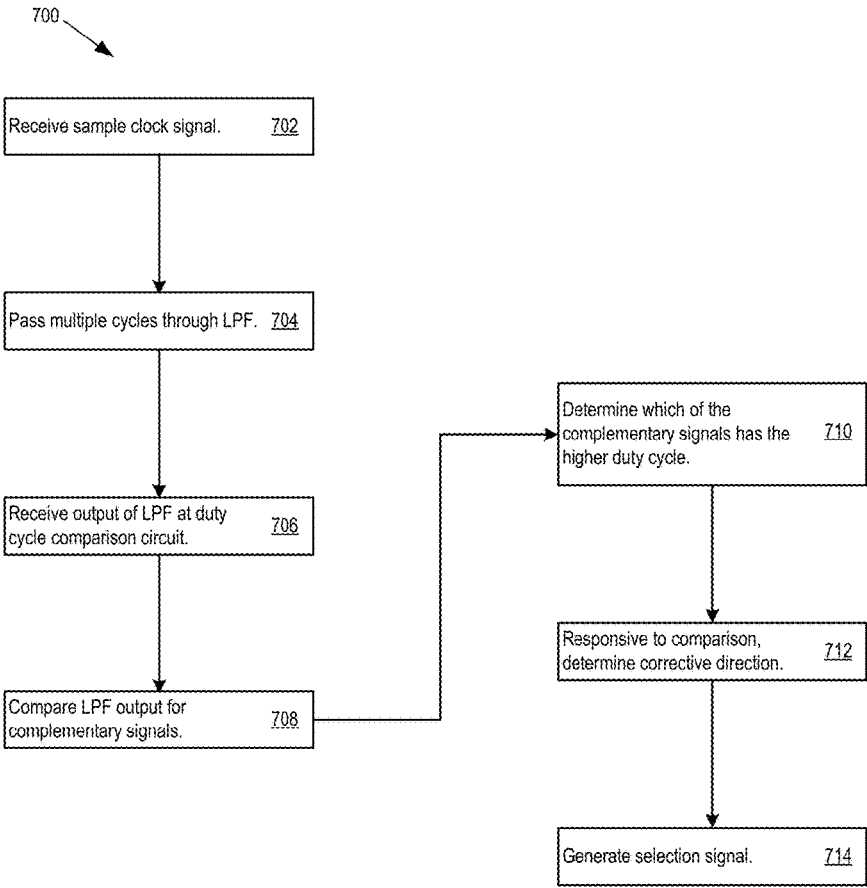 700
Receive sample clock signal. 702
Pass multiple cycles through LPF. 704
Receive output of LPF at duty
cycle comparison circuit. 706
Compare LPF output for
complementary signals. 708
Determine which of the
complementary signals has the 710
higher duty cycle.
Responsive to comparison,
determine corrective direction. 712
Generate selection signal. 714